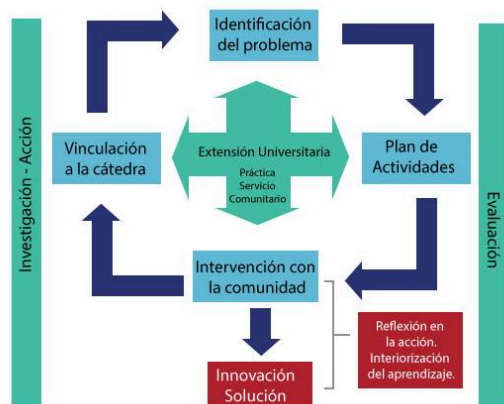 Identificación
del problema
Investigación - Acción
Evaluación
Vinculación
a la cátedra
Extensión Universitaria
Práctica
Servicio
Comunitario
Plan de
Actividades
Intervención con
la comunidad
Reflexión en
la acción.
Interiorización
del aprendizaje.
Innovación
Solución